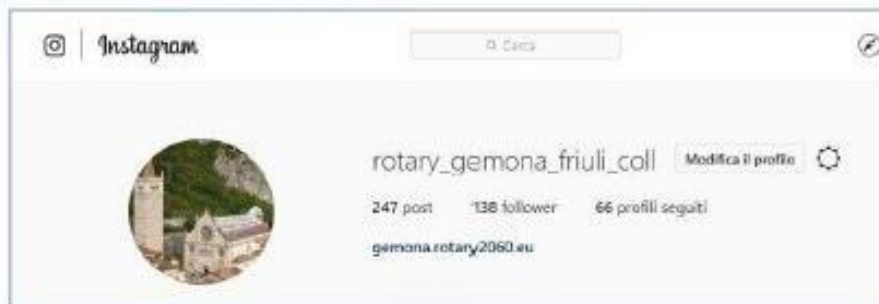 Instagram
Cerca
rotary_gemona_friuli_coll Modifica il profilo
247 post 138 follower 66 profili seguiti
gemona.rotary2060.eu